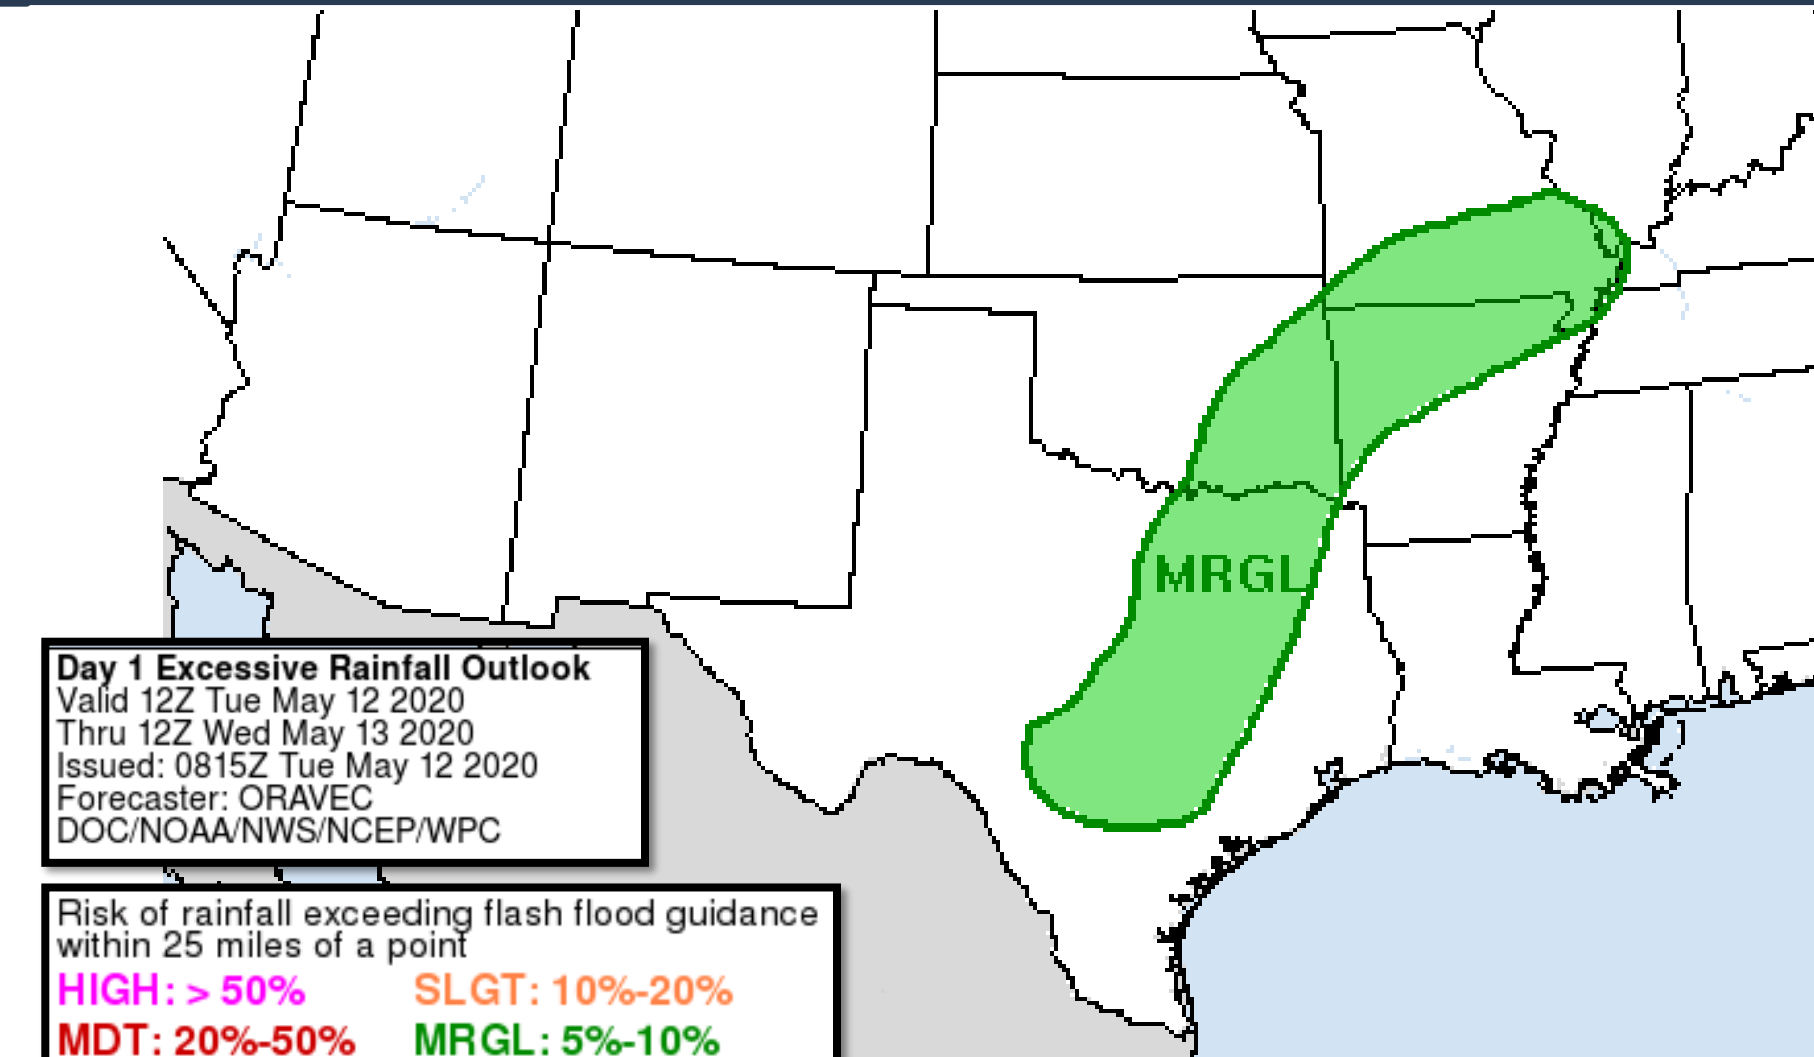 MRGL
Day 1 Excessive Rainfall Outlook
Valid 12Z Tue May 12 2020
Thru 12Z Wed May 13 2020
Issued: 0815Z Tue May 12 2020
Forecaster: ORAVEC
DOC/NOAA/NWS/NCEP/WPC
Risk of rainfall exceeding flash flood guidance
within 25 miles of a point
HIGH: > 50% SLGT: 10%-20%
MDT: 20%-50% MRGL: 5%-10%